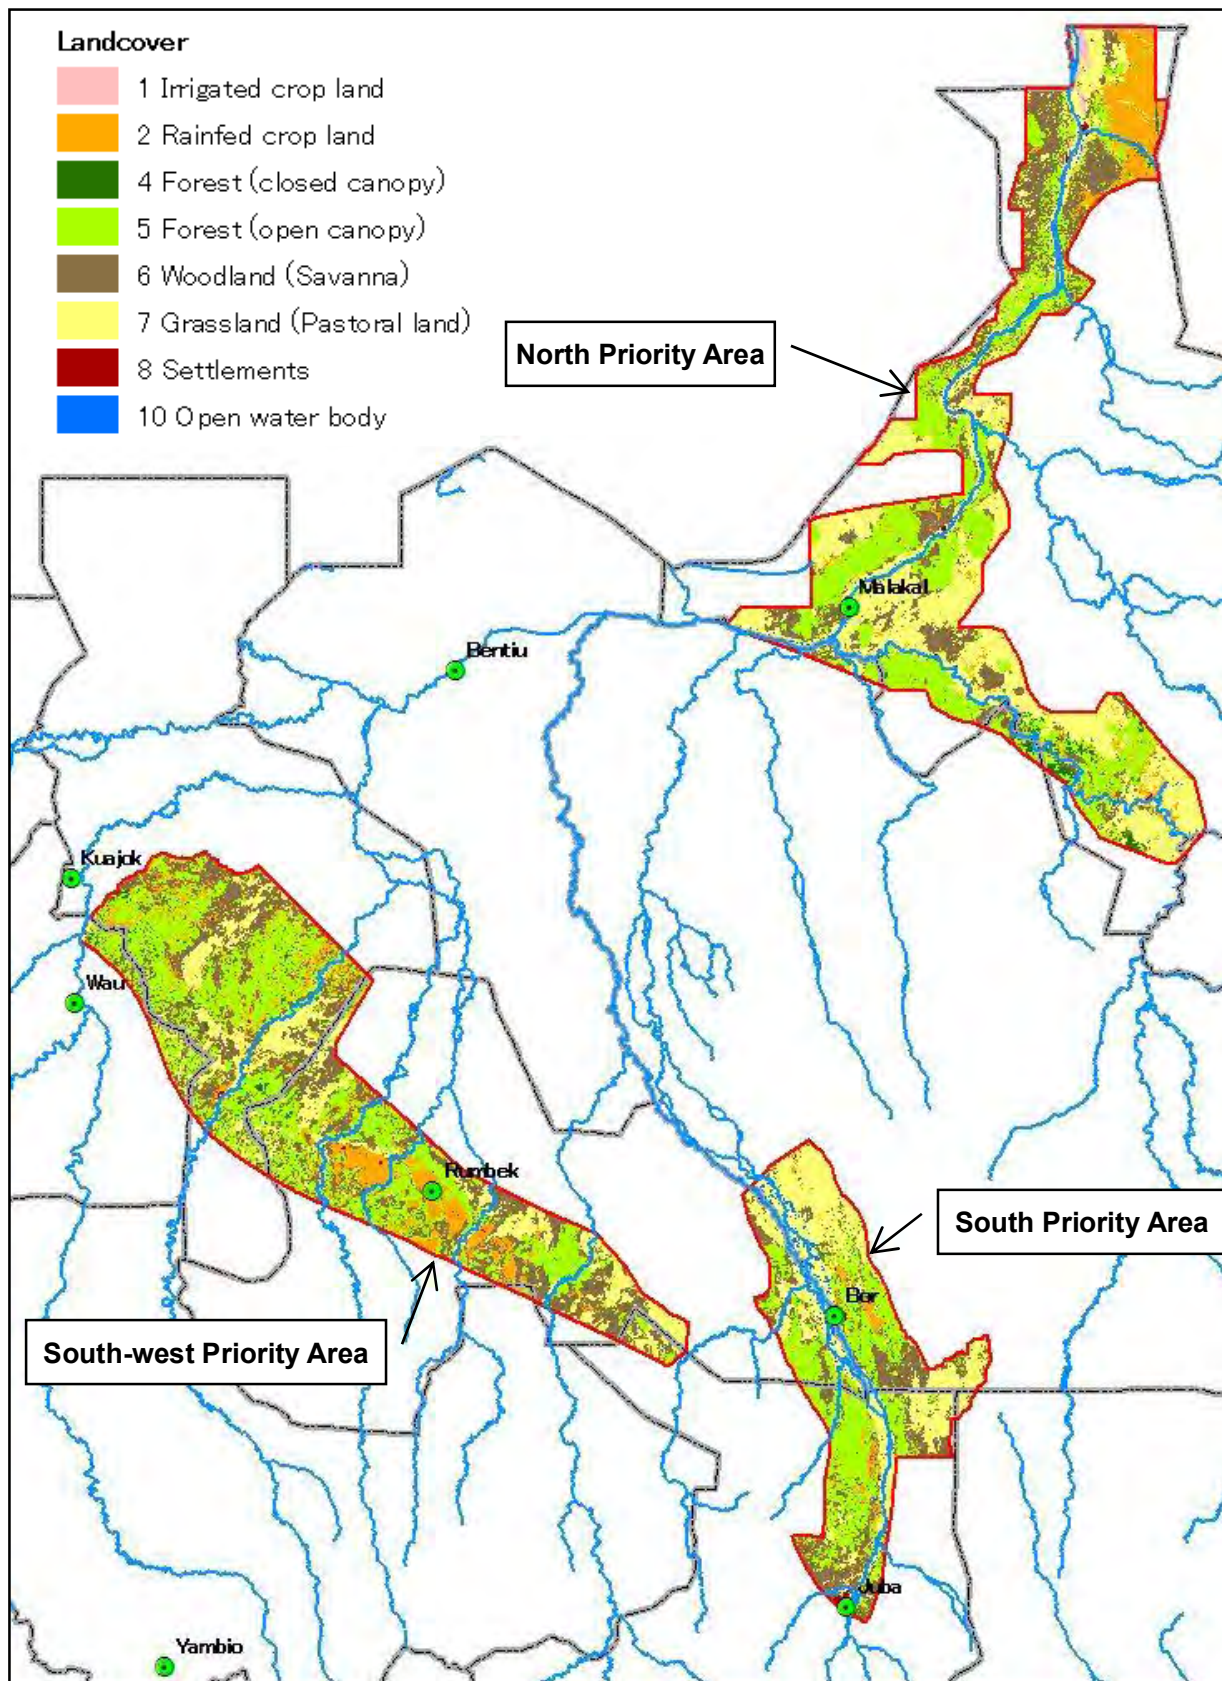 Landcover
1 Irrigated crop land
2 Rainfed crop land
4 Forest (closed canopy)
5 Forest (open canopy)
6 Woodland (Savanna)
7 Grassland (Pastoral land)
8 Settlements
10 Open water body
North Priority Area
Malakal
Bentiu
Kuajok
Wau
Rumbek
South Priority Area
Bor
South-west Priority Area
Juba
Yambio